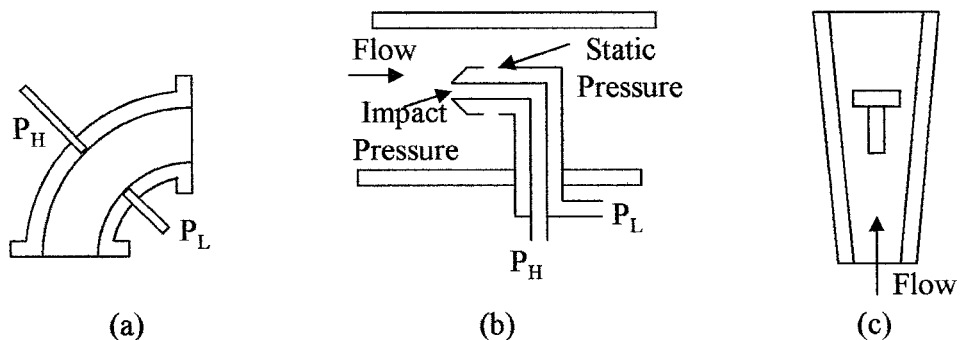 P_H
P_L
(a)
Flow
Static
Pressure
Impact
Pressure
P_L
P_H
(b)
Flow
(c)